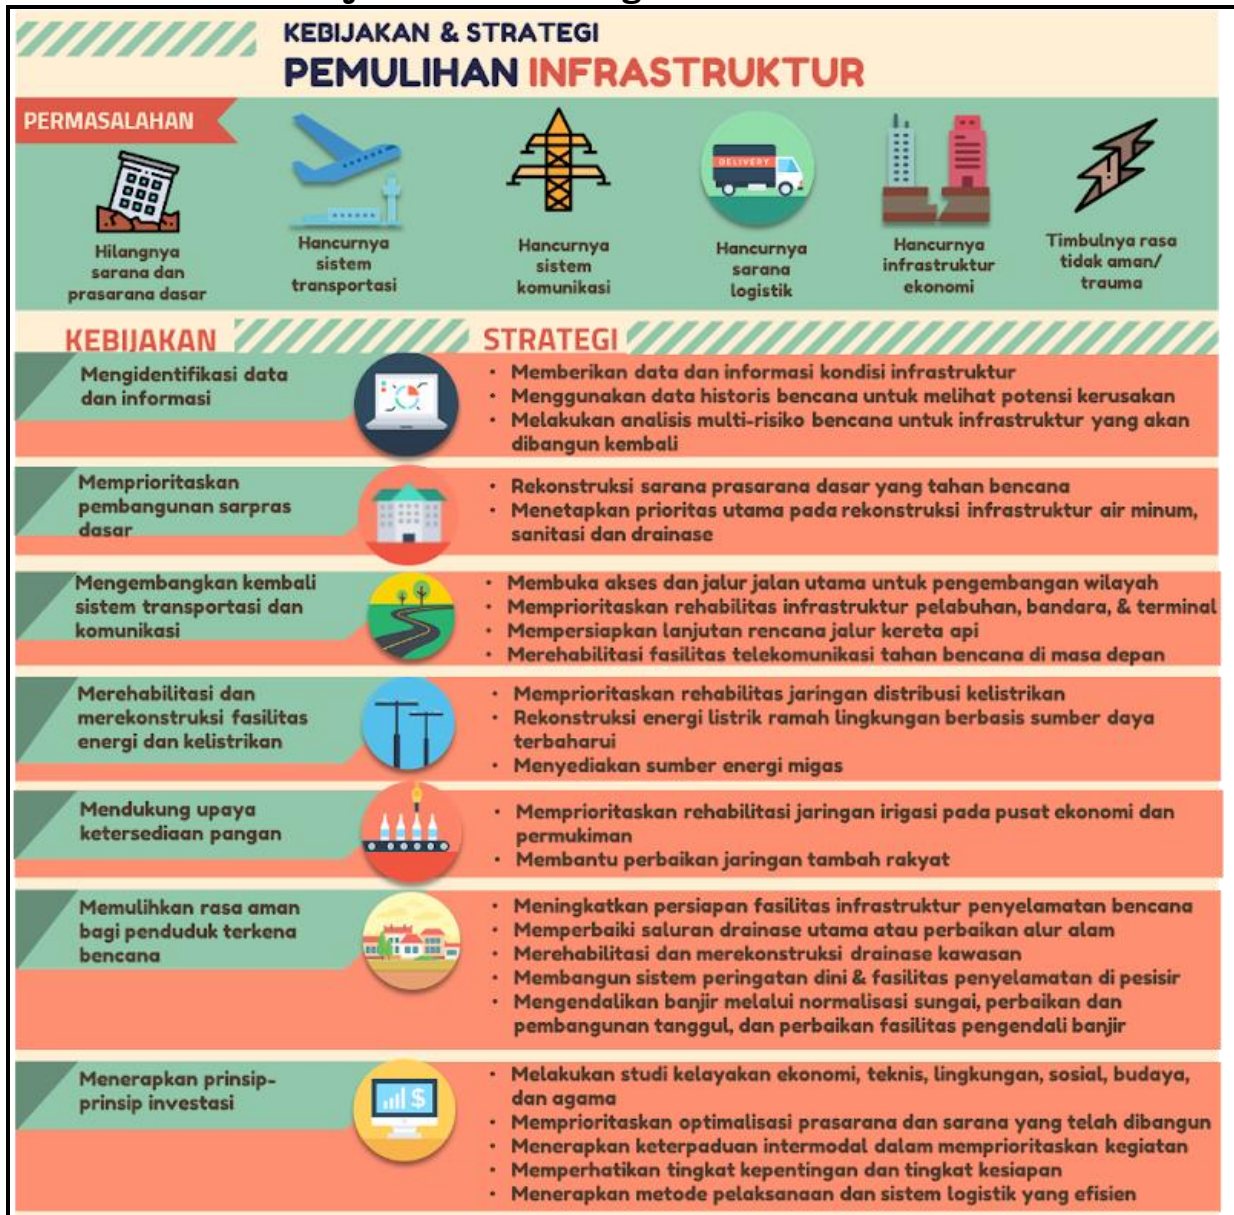 KEBIJAKAN & STRATEGI
PEMULIHAN INFRASTRUKTUR
PERMASALAHAN
Hilangnya
sarana dan
prasarana dasar
Hancurnya
sistem
transportasi
Hancurnya
sistem
komunikasi
DELIVERY
Hancurnya
sarana
logistik
Hancurnya
infrastruktur
ekonomi
Timbulnya rasa
tidak aman/
trauma
KEBIJAKAN
STRATEGI
Mengidentifikasi data
dan informasi
• Memberikan data dan informasi kondisi infrastruktur
• Menggunakan data historis bencana untuk melihat potensi kerusakan
• Melakukan analisis multi-risiko bencana untuk infrastruktur yang akan
dibangun kembali
Memprioritaskan
pembangunan sarpras
dasar
• Rekonstruksi sarana prasarana dasar yang tahan bencana
• Menetapkan prioritas utama pada rekonstruksi infrastruktur air minum,
sanitasi dan drainase
Mengembangkan kembali
sistem transportasi dan
komunikasi
• Membuka akses dan jalur jalan utama untuk pengembangan wilayah
• Memprioritaskan rehabilitas infrastruktur pelabuhan, bandara, & terminal
• Mempersiapkan lanjutan rencana jalur kereta api
• Merehabilitasi fasilitas telekomunikasi tahan bencana di masa depan
Merehabilitasi dan
merekonstruksi fasilitas
energi dan kelistrikan
• Memprioritaskan rehabilitas jaringan distribusi kelistrikan
• Rekonstruksi energi listrik ramah lingkungan berbasis sumber daya
terbaharui
• Menyediakan sumber energi migas
Mendukung upaya
ketersediaan pangan
• Memprioritaskan rehabilitasi jaringan irigasi pada pusat ekonomi dan
permukiman
• Membantu perbaikan jaringan tambah rakyat
Memulihkan rasa aman
bagi penduduk terkena
bencana
• Meningkatkan persiapan fasilitas infrastruktur penyelamatan bencana
• Memperbaiki saluran drainase utama atau perbaikan alur alam
• Merehabilitasi dan merekonstruksi drainase kawasan
• Membangun sistem peringatan dini & fasilitas penyelamatan di pesisir
• Mengendalikan banjir melalui normalisasi sungai, perbaikan dan
pembangunan tanggul, dan perbaikan fasilitas pengendali banjir
Menerapkan prinsip-
prinsip investasi
$
• Melakukan studi kelayakan ekonomi, teknis, lingkungan, sosial, budaya,
dan agama
• Memprioritaskan optimalisasi prasarana dan sarana yang telah dibangun
• Menerapkan keterpaduan intermodal dalam memprioritaskan kegiatan
• Memperhatikan tingkat kepentingan dan tingkat kesiapan
• Menerapkan metode pelaksanaan dan sistem logistik yang efisien